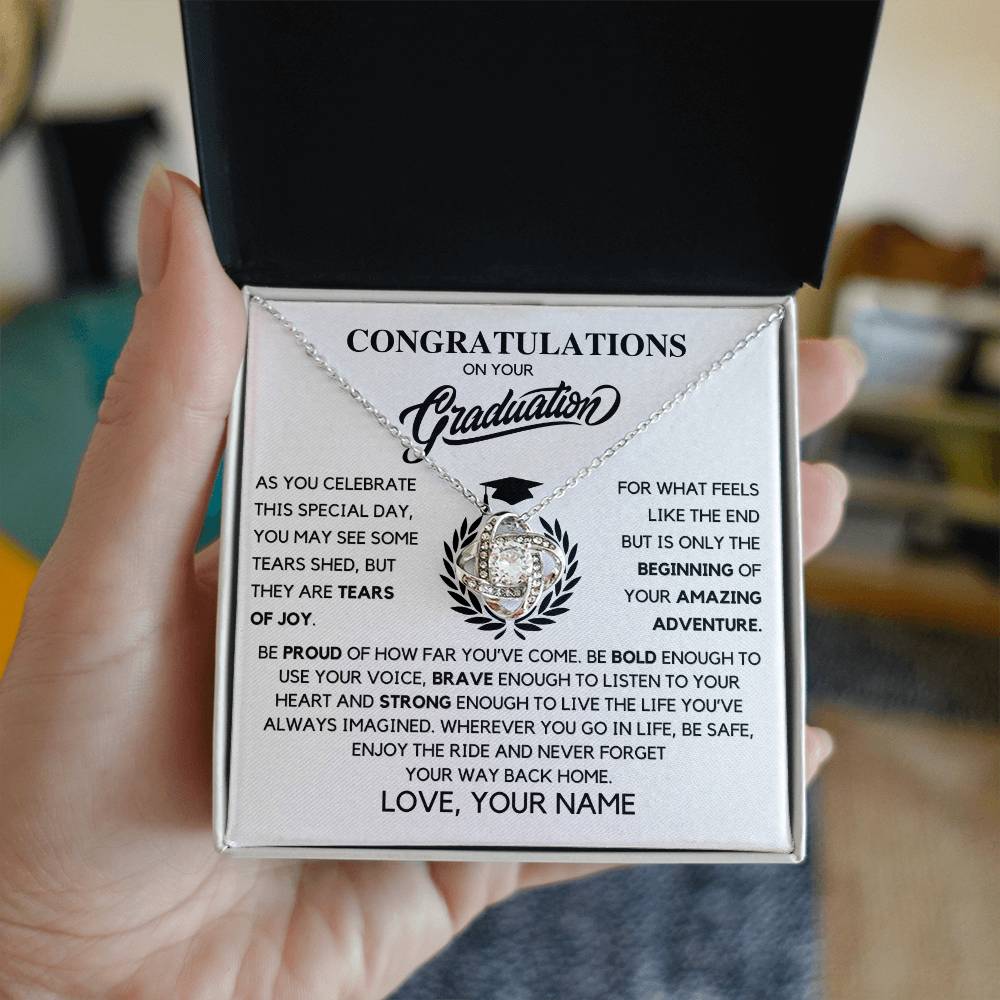 CONGRATULATIONS
ON YOUR
Graduation
AS YOU CELEBRATE
THIS SPECIAL DAY,
YOU MAY SEE SOME
TEARS SHED, BUT
THEY ARE TEARS
OF JOY.
FOR WHAT FEELS
LIKE THE END
BUT IS ONLY THE
BEGINNING OF
YOUR AMAZING
ADVENTURE.
BE PROUD OF HOW FAR YOU'VE COME. BE BOLD ENOUGH TO
USE YOUR VOICE, BRAVE ENOUGH TO LISTEN TO YOUR
HEART AND STRONG ENOUGH TO LIVE THE LIFE YOU'VE
ALWAYS IMAGINED. WHEREVER YOU GO IN LIFE, BE SAFE,
ENJOY THE RIDE AND NEVER FORGET
YOUR WAY BACK HOME.
LOVE, YOUR NAME